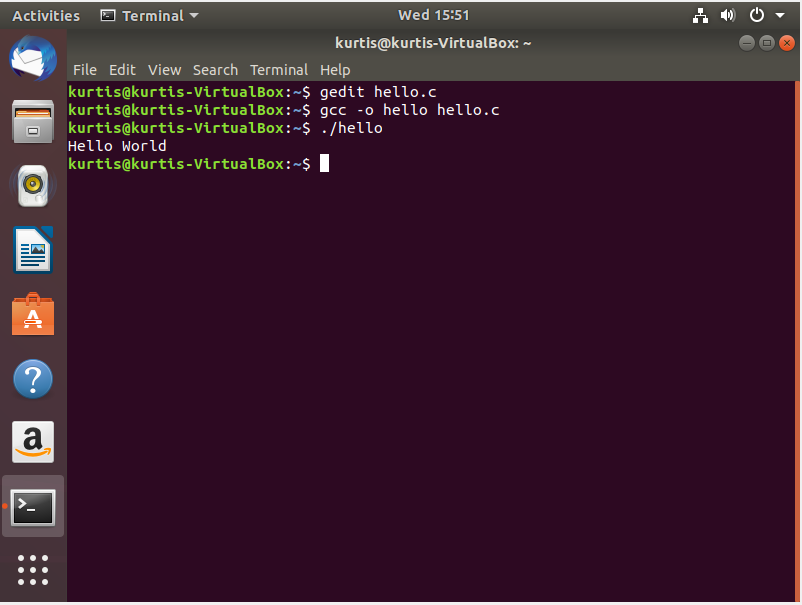 Activities Terminal Wed 15:51
kurtis@kurtis-VirtualBox: ~
File Edit View Search Terminal Help
kurtis@kurtis-VirtualBox:~$ gedit hello.c
kurtis@kurtis-VirtualBox:~$ gcc -o hello hello.c
kurtis@kurtis-VirtualBox:~$ ./hello
Hello World
kurtis@kurtis-VirtualBox:~$
A
?
a
>_